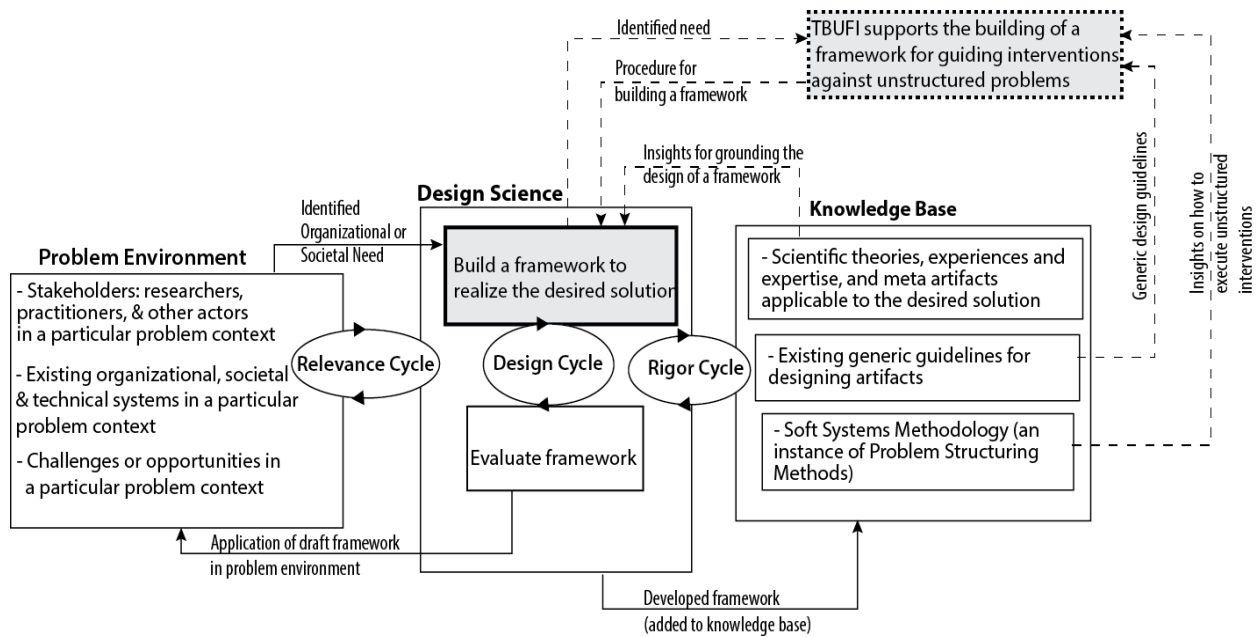 Identified need
TBUFI supports the building of a
framework for guiding interventions
against unstructured problems
Procedure for
building a framework
Insights for grounding the
design of a framework
Generic design guidelines
Insights on how to
execute unstructured
interventions
Identified
Organizational or
Societal Need
Problem Environment
- Stakeholders: researchers,
practitioners, & other actors
in a particular problem context
- Existing organizational, societal
& technical systems in a particular
problem context
- Challenges or opportunities in
a particular problem context
Relevance Cycle
Design Science
Build a framework to
realize the desired solution
Design Cycle
Evaluate framework
Rigor Cycle
Knowledge Base
- Scientific theories, experiences and
expertise, and meta artifacts
applicable to the desired solution
- Existing generic guidelines for
designing artifacts
- Soft Systems Methodology (an
instance of Problem Structuring
Methods)
Application of draft framework
in problem environment
Developed framework
(added to knowledge base)